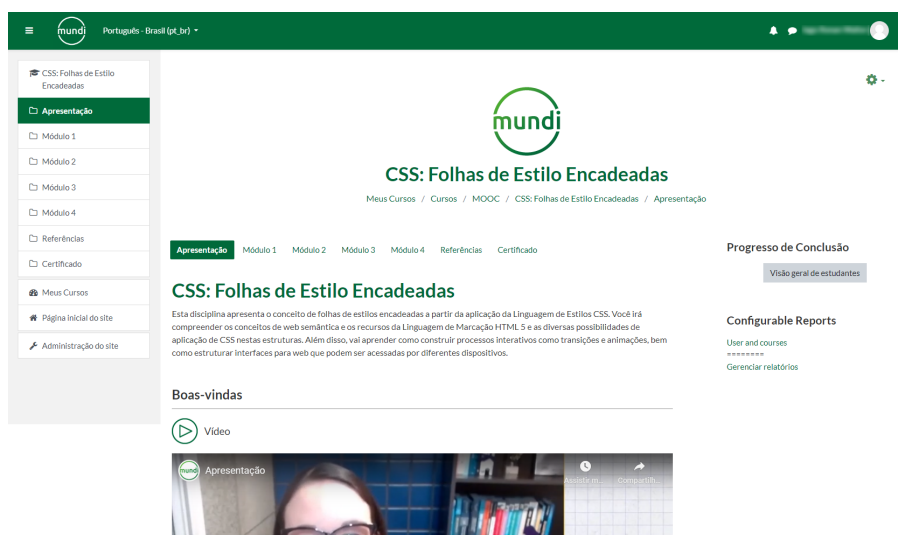 mundi
Português - Brasil (pt_br)
CSS: Folhas de Estilo
Encadeadas
Apresentação
Módulo 1
Módulo 2
Módulo 3
Módulo 4
Referências
Certificado
Meus Cursos
Página inicial do site
Administração do site
mundi
CSS: Folhas de Estilo Encadeadas
Meus Cursos / Cursos / MOOC / CSS: Folhas de Estilo Encadeadas / Apresentação
Apresentação Módulo 1 Módulo 2 Módulo 3 Módulo 4 Referências Certificado
CSS: Folhas de Estilo Encadeadas
Esta disciplina apresenta o conceito de folhas de estilos encadeadas a partir da aplicação da Linguagem de Estilos CSS. Você irá
compreender os conceitos de web semântica e os recursos da Linguagem de Marcação HTML 5 e as diversas possibilidades de
aplicação de CSS nestas estruturas. Além disso, vai aprender como construir processos interativos como transições e animações, bem
como estruturar interfaces para web que podem ser acessadas por diferentes dispositivos.
Boas-vindas
Vídeo
mundi
Apresentação
Assistir m...
Compartilh...
Progresso de Conclusão
Visão geral de estudantes
Configurable Reports
User and courses
========
Gerenciar relatórios